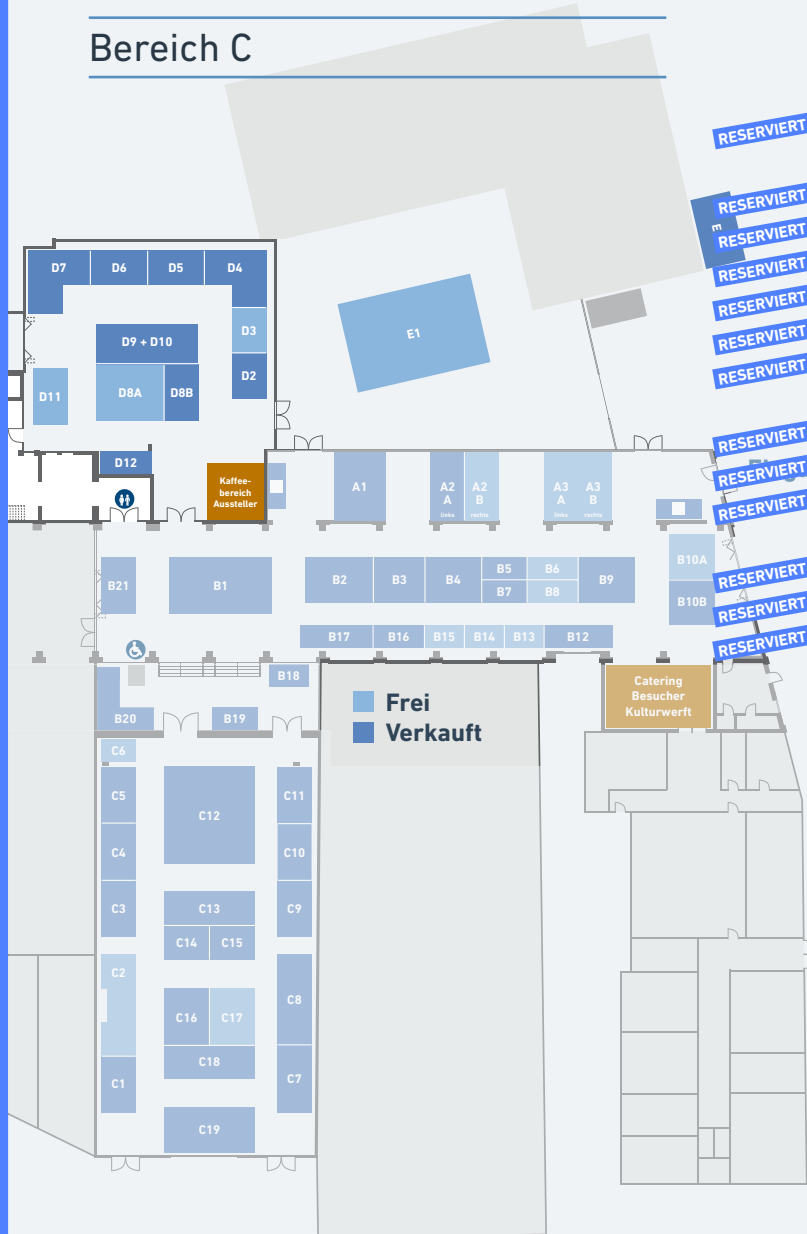 Bereich C
RESERVIERT
RESERVIERT
RESERVIERT
RESERVIERT
RESERVIERT
RESERVIERT
RESERVIERT
RESERVIERT
RESERVIERT
RESERVIERT
RESERVIERT
RESERVIERT
RESERVIERT
D7
D6
D5
D4
D3
D9 + D10
D2
D11
D8A
D8B
D12
E1
Kaffee-
bereich
Aussteller
A1
A2
A
links
A2
B
rechts
A3
A
links
A3
B
rechts
B21
B1
B2
B3
B4
B5
B6
B7
B8
B9
B10A
B10B
B17
B16
B15
B14
B13
B12
B18
B20
B19
Catering
Besucher
Kulturwerft
Frei
Verkauft
C6
C5
C12
C11
C4
C10
C3
C13
C9
C14
C15
C2
C8
C16
C17
C18
C1
C7
C19